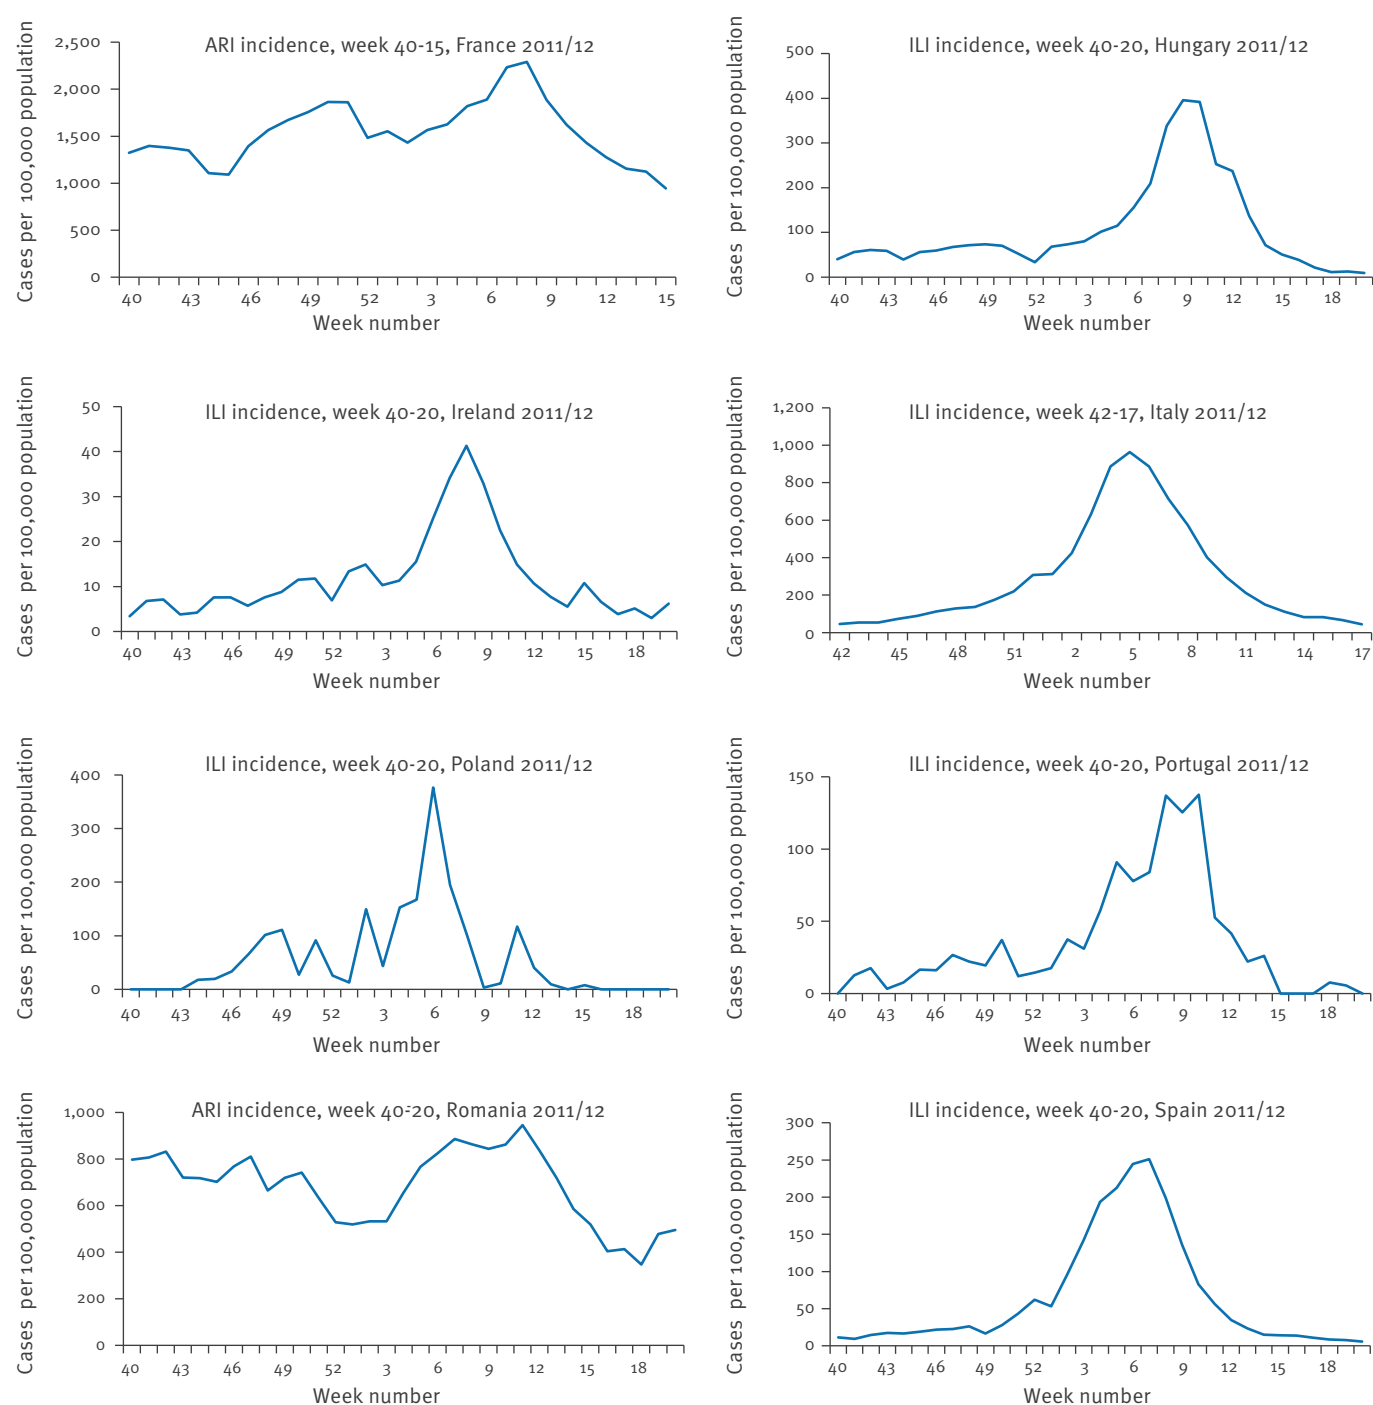 ARI incidence, week 40-15, France 2011/12
Cases per 100,000 population
2,500
2,000
1,500
1,000
500
0
40 43 46 49 52 3 6 9 12 15
Week number
ILI incidence, week 40-20, Hungary 2011/12
Cases per 100,000 population
500
400
300
200
100
0
40 43 46 49 52 3 6 9 12 15 18
Week number
ILI incidence, week 40-20, Ireland 2011/12
Cases per 100,000 population
50
40
30
20
10
0
40 43 46 49 52 3 6 9 12 15 18
Week number
ILI incidence, week 42-17, Italy 2011/12
Cases per 100,000 population
1,200
1,000
800
600
400
200
0
42 45 48 51 2 5 8 11 14 17
Week number
ILI incidence, week 40-20, Poland 2011/12
Cases per 100,000 population
400
300
200
100
0
40 43 46 49 52 3 6 9 12 15 18
Week number
ILI incidence, week 40-20, Portugal 2011/12
Cases per 100,000 population
150
100
50
0
40 43 46 49 52 3 6 9 12 15 18
Week number
ARI incidence, week 40-20, Romania 2011/12
Cases per 100,000 population
1,000
800
600
400
200
0
40 43 46 49 52 3 6 9 12 15 18
Week number
ILI incidence, week 40-20, Spain 2011/12
Cases per 100,000 population
300
250
200
150
100
50
0
40 43 46 49 52 3 6 9 12 15 18
Week number